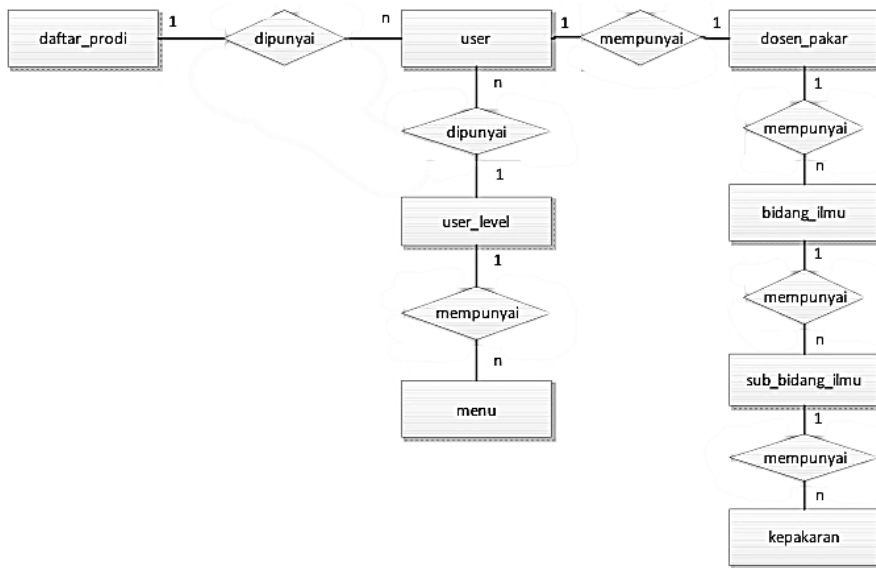 1 n 1 1
daftar_prodi dipunyai user mempunyai dosen_pakar
n 1
dipunyai mempunyai
1 n
user_level bidang_ilmu
1 1
mempunyai mempunyai
n n
menu sub_bidang_ilmu
1
mempunyai
n
kepakaran